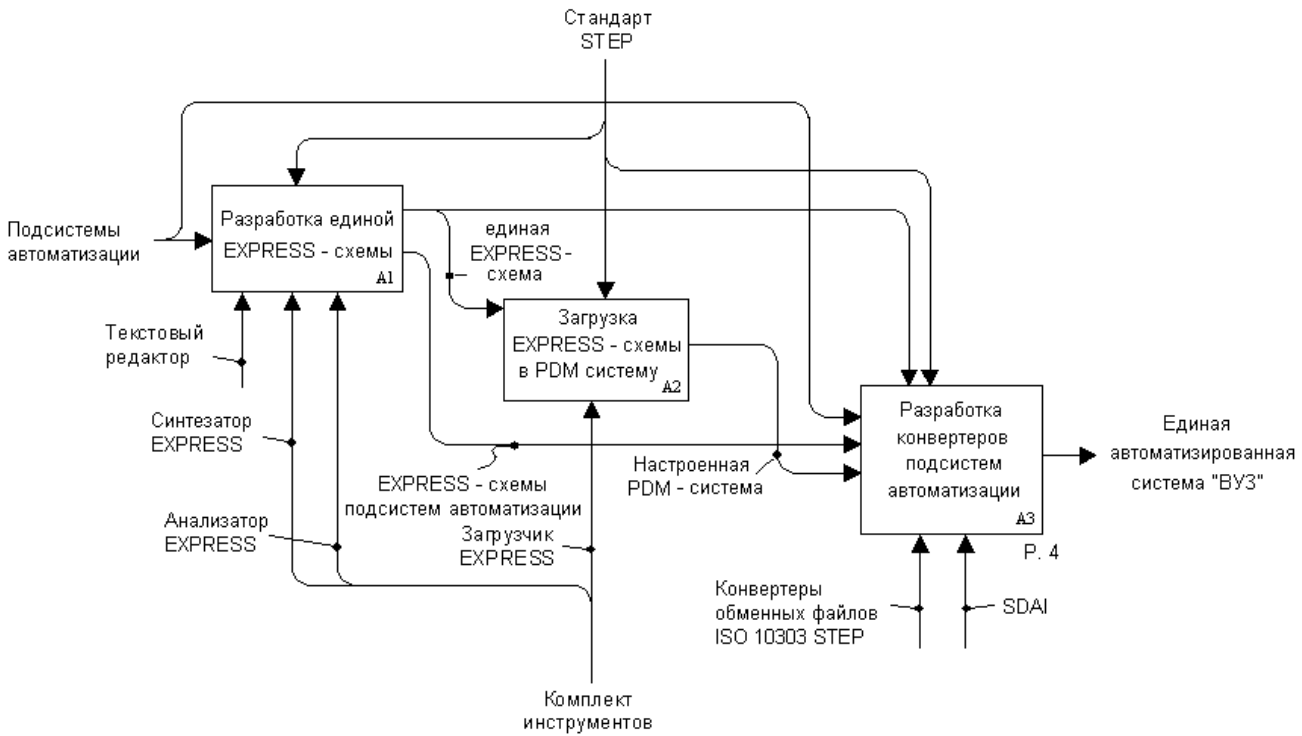 Стандарт
STEP
Подсистемы
автоматизации
Разработка единой
EXPRESS - схемы
A1
единая
EXPRESS-
схема
Текстовый
редактор
Загрузка
EXPRESS - схемы
в PDM систему
A2
Синтезатор
EXPRESS
Разработка
конвертеров
подсистем
автоматизации
A3
P. 4
Единая
автоматизированная
система "ВУЗ"
EXPRESS - схемы
подсистем автоматизации
Настроенная
PDM - система
Анализатор
EXPRESS
Загрузчик
EXPRESS
Конвертеры
обменных файлов
ISO 10303 STEP
SDAI
Комплект
инструментов